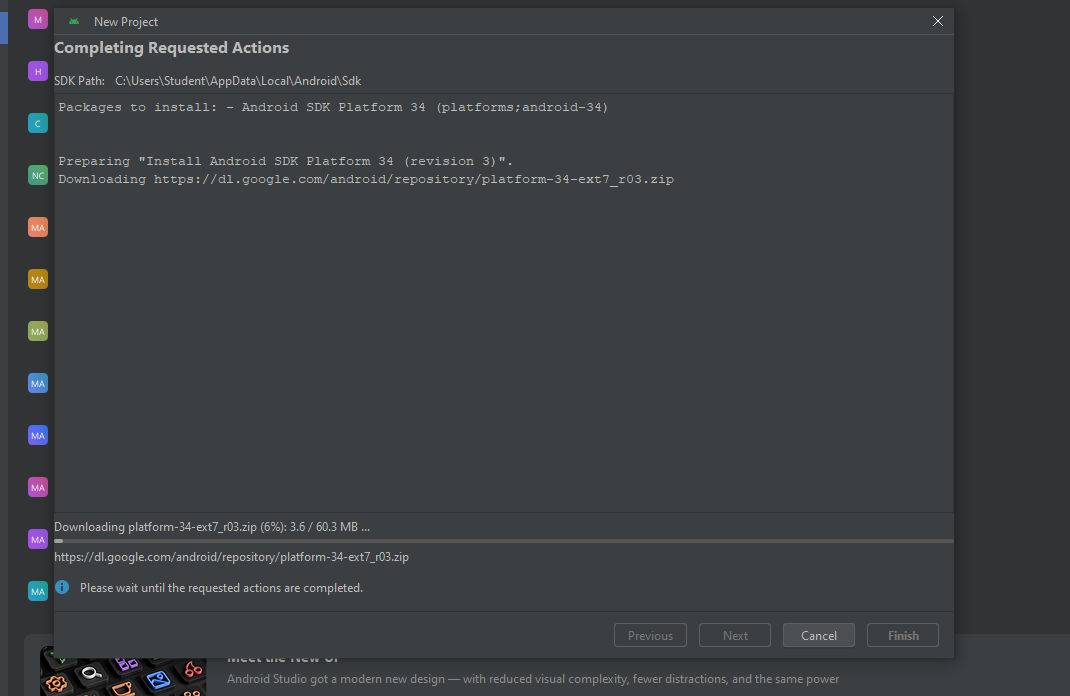 M
New Project
Completing Requested Actions
H
SDK Path: C:\Users\Student\AppData\Local\Android\Sdk
Packages to install: - Android SDK Platform 34 (platforms;android-34)
C
Preparing "Install Android SDK Platform 34 (revision 3)".
NC
Downloading https://dl.google.com/android/repository/platform-34-ext7_r03.zip
MA
MA
MA
MA
MA
MA
Downloading platform-34-ext7_r03.zip (6%): 3.6 / 60.3 MB ...
MA
https://dl.google.com/android/repository/platform-34-ext7_r03.zip
MA
Please wait until the requested actions are completed.
Previous Next Cancel Finish
Meet the New UI
Android Studio got a modern new design — with reduced visual complexity, fewer distractions, and the same power